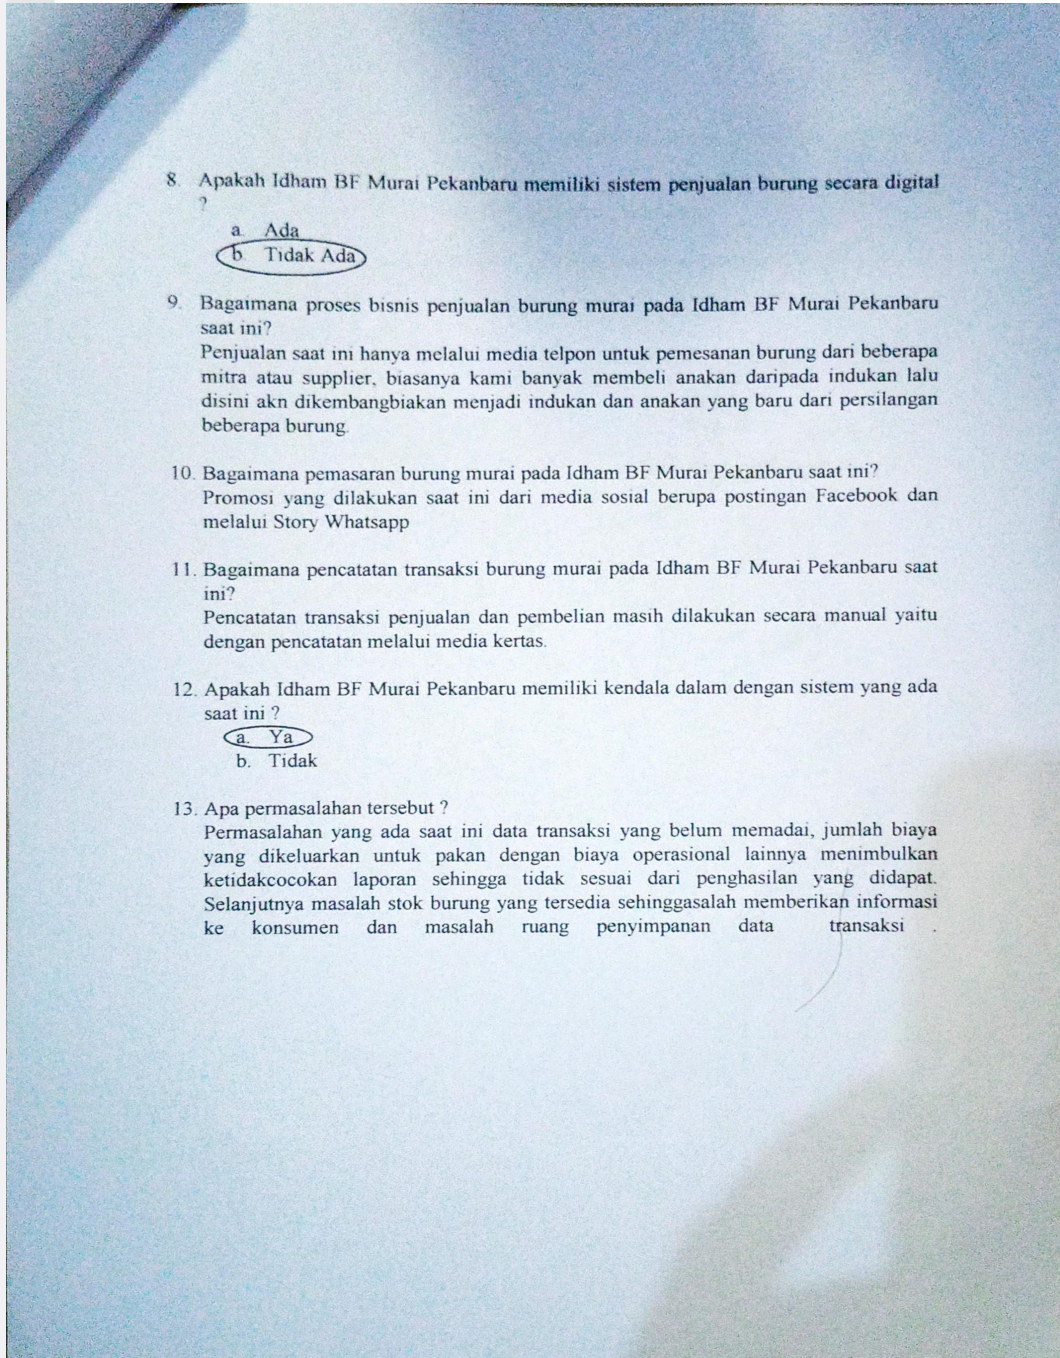 8. Apakah Idham BF Murai Pekanbaru memiliki sistem penjualan burung secara digital
?
a. Ada
b. Tidak Ada
9. Bagaimana proses bisnis penjualan burung murai pada Idham BF Murai Pekanbaru
saat ini?
Penjualan saat ini hanya melalui media telpon untuk pemesanan burung dari beberapa
mitra atau supplier, biasanya kami banyak membeli anakan daripada indukan lalu
disini akn dikembangbiakan menjadi indukan dan anakan yang baru dari persilangan
beberapa burung.
10. Bagaimana pemasaran burung murai pada Idham BF Murai Pekanbaru saat ini?
Promosi yang dilakukan saat ini dari media sosial berupa postingan Facebook dan
melalui Story Whatsapp
11. Bagaimana pencatatan transaksi burung murai pada Idham BF Murai Pekanbaru saat
ini?
Pencatatan transaksi penjualan dan pembelian masih dilakukan secara manual yaitu
dengan pencatatan melalui media kertas.
12. Apakah Idham BF Murai Pekanbaru memiliki kendala dalam dengan sistem yang ada
saat ini ?
a. Ya
b. Tidak
13. Apa permasalahan tersebut ?
Permasalahan yang ada saat ini data transaksi yang belum memadai, jumlah biaya
yang dikeluarkan untuk pakan dengan biaya operasional lainnya menimbulkan
ketidakcocokan laporan sehingga tidak sesuai dari penghasilan yang didapat.
Selanjutnya masalah stok burung yang tersedia sehinggasalah memberikan informasi
ke konsumen dan masalah ruang penyimpanan data transaksi .